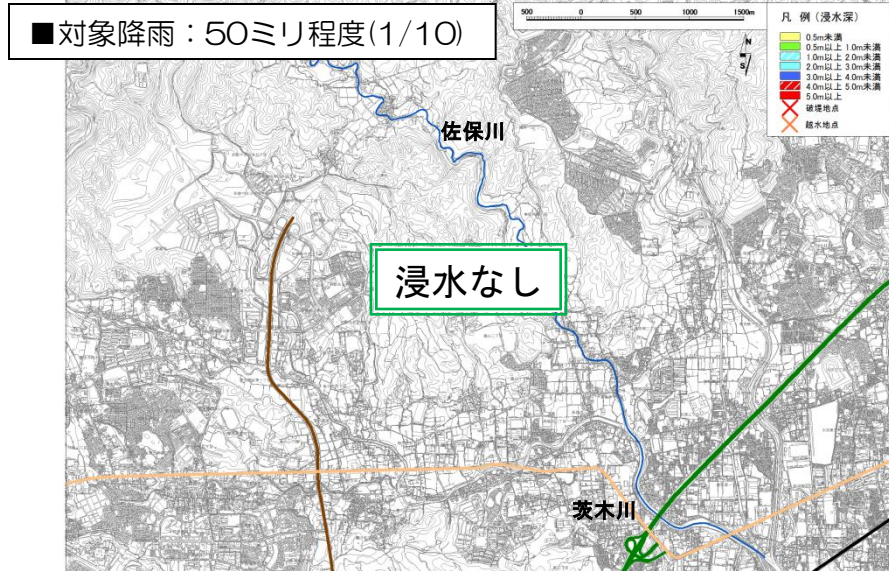 ■対象降雨：50ミリ程度(1/10)
500 0 500 1000 1500m
N
S
凡 例 (浸水深)
0.5m未満
0.5m以上 1.0m未満
1.0m以上 2.0m未満
2.0m以上 3.0m未満
3.0m以上 4.0m未満
4.0m以上 5.0m未満
5.0m以上
破堤地点
越水地点
佐保川
浸水なし
茨木川